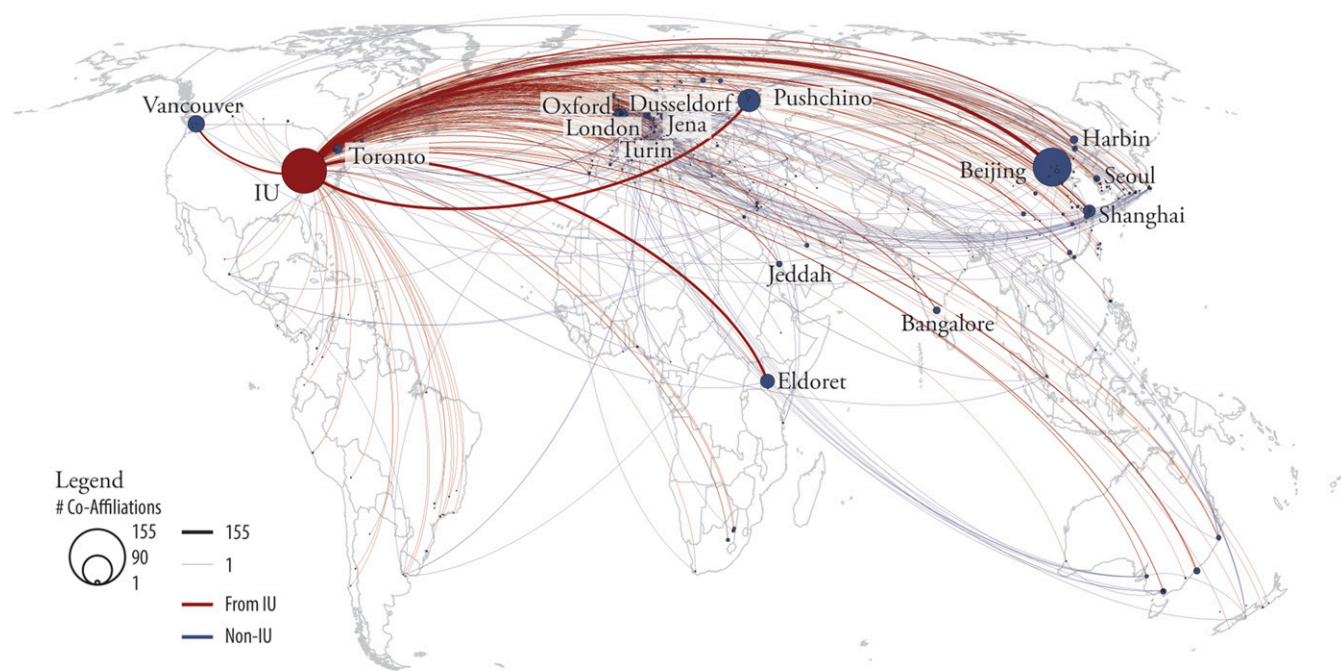 Vancouver
Toronto
IU
Oxford
Dusseldorf
London
Jena
Turin
Pushchino
Harbin
Beijing
Seoul
Shanghai
Jeddah
Bangalore
Eldoret
Legend
# Co-Affiliations
155
90
1
155
1
From IU
Non-IU